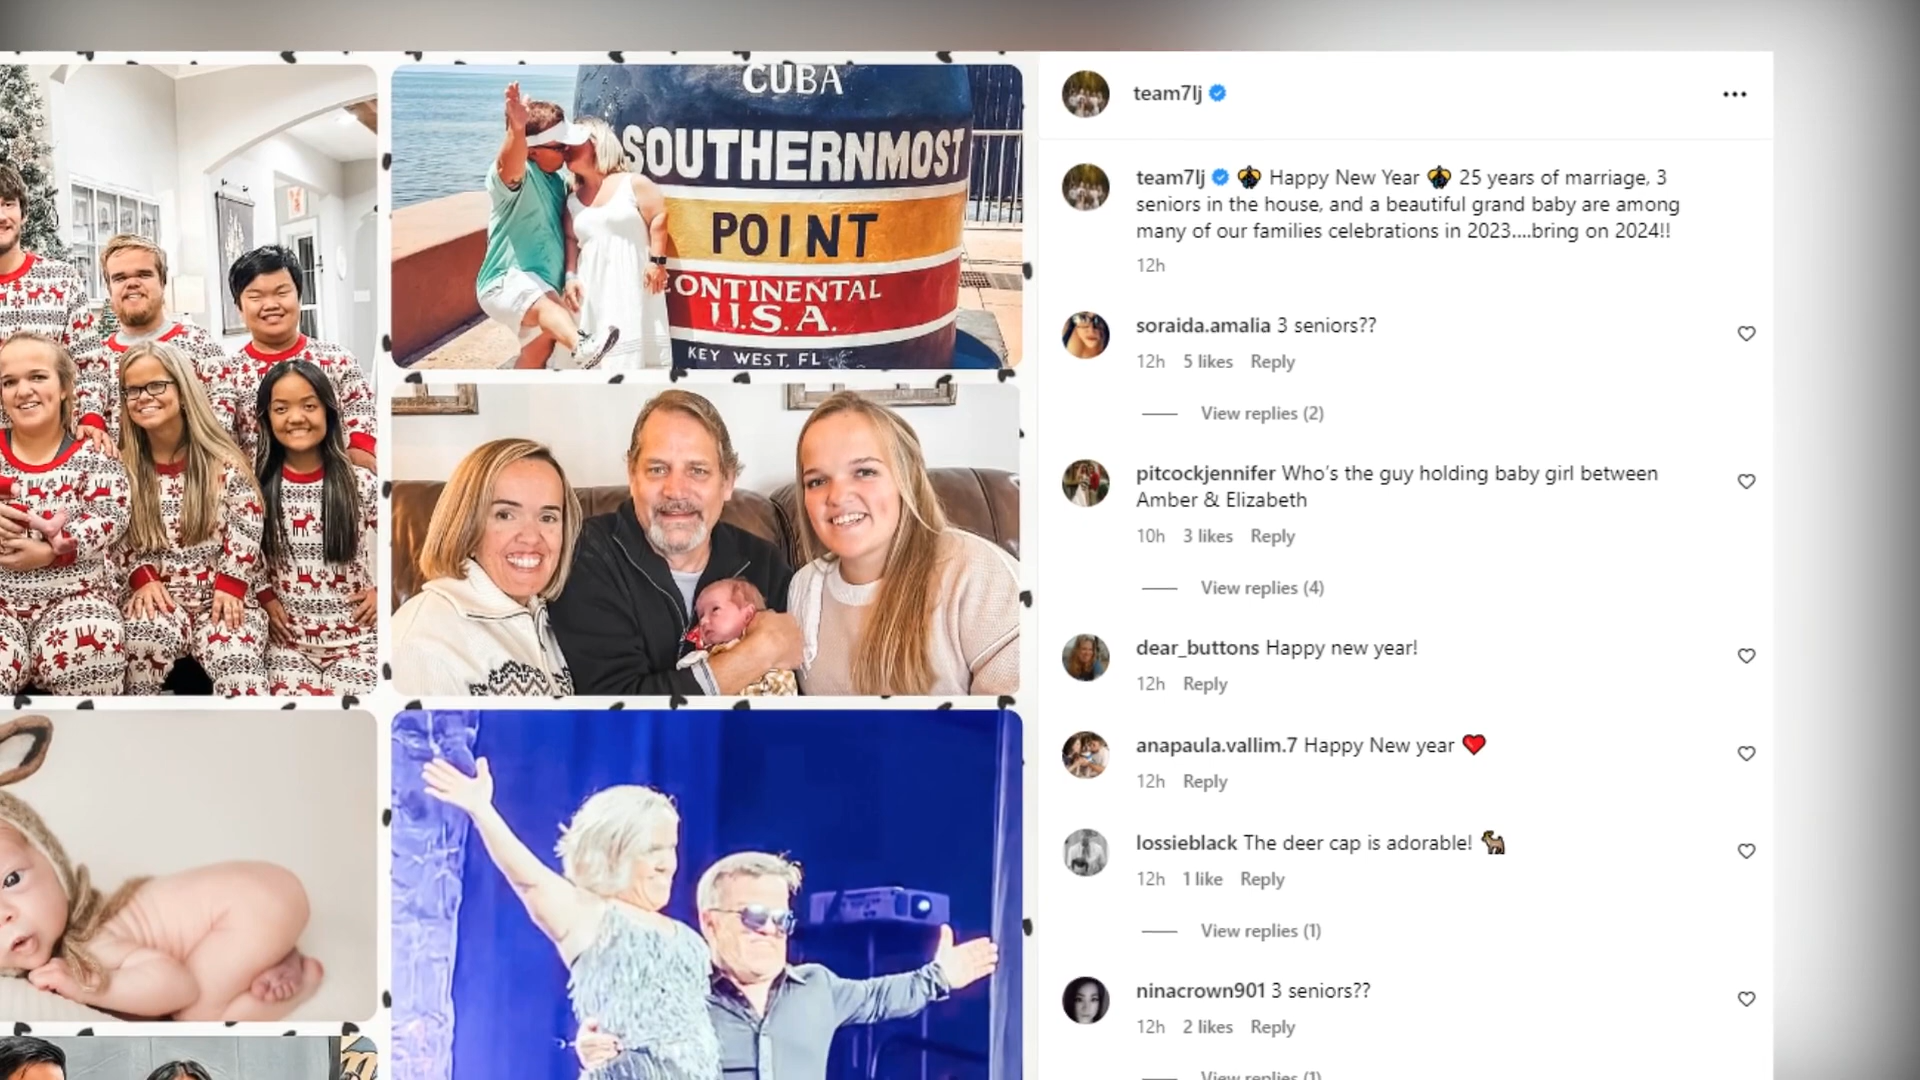 CUBA
SOUTHERNMOST
POINT
CONTINENTAL
U.S.A.
KEY WEST, FL
team7lj
team7lj Happy New Year 25 years of marriage, 3
seniors in the house, and a beautiful grand baby are among
many of our families celebrations in 2023....bring on 2024!!
12h
soraida.amalia 3 seniors??
12h 5 likes Reply
View replies (2)
pitcockjennifer Who's the guy holding baby girl between
Amber & Elizabeth
10h 3 likes Reply
View replies (4)
dear_buttons Happy new year!
12h Reply
anapaula.vallim.7 Happy New year ❤️
12h Reply
lossieblack The deer cap is adorable! 🐐
12h 1 like Reply
View replies (1)
ninacrown901 3 seniors??
12h 2 likes Reply
View replies (1)